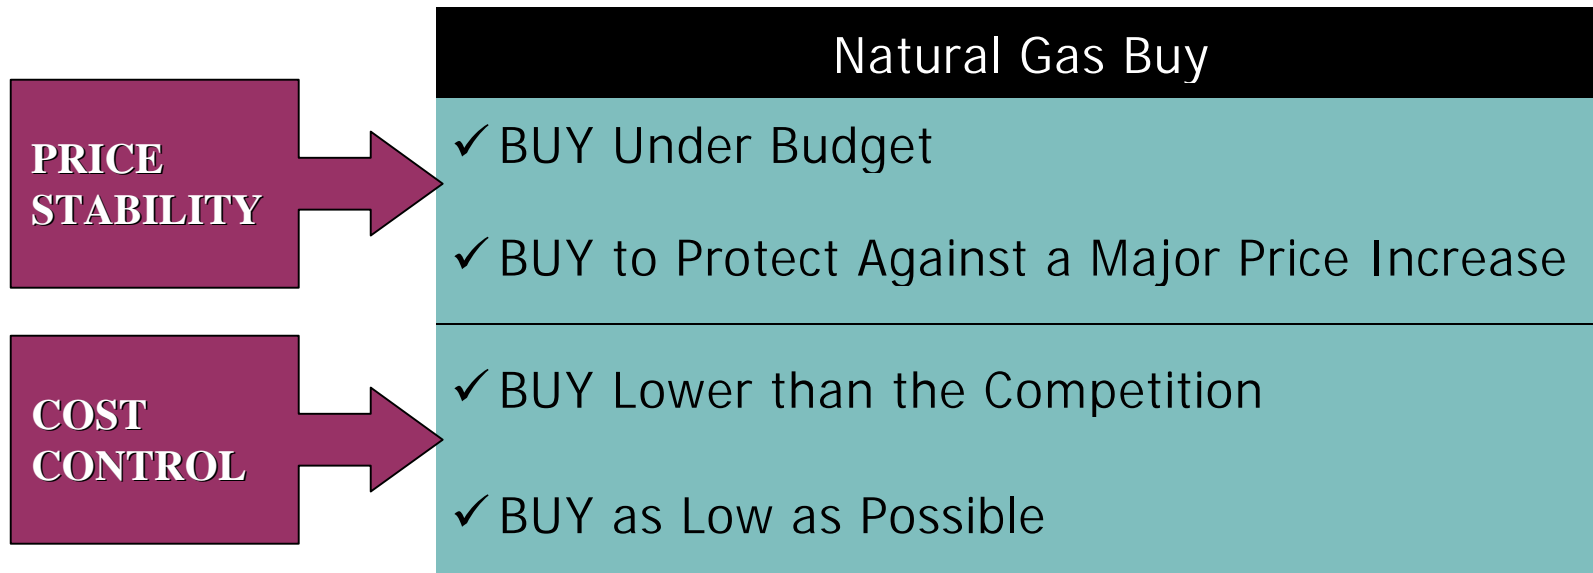 Natural Gas Buy
PRICE
STABILITY
✓BUY Under Budget
✓BUY to Protect Against a Major Price Increase
COST
CONTROL
✓BUY Lower than the Competition
✓BUY as Low as Possible